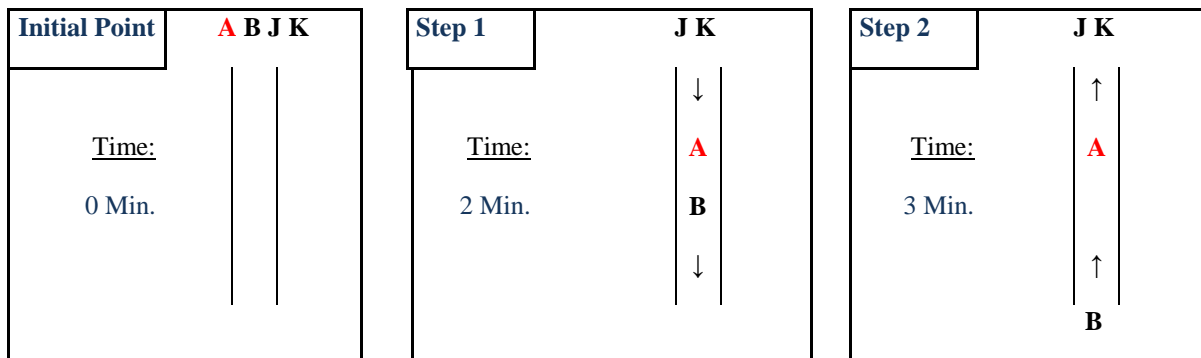 Initial Point
A B J K
Time:
0 Min.
Step 1
J K
↓
A
Time:
B
2 Min.
↓
Step 2
J K
↑
A
Time:
3 Min.
↑
B